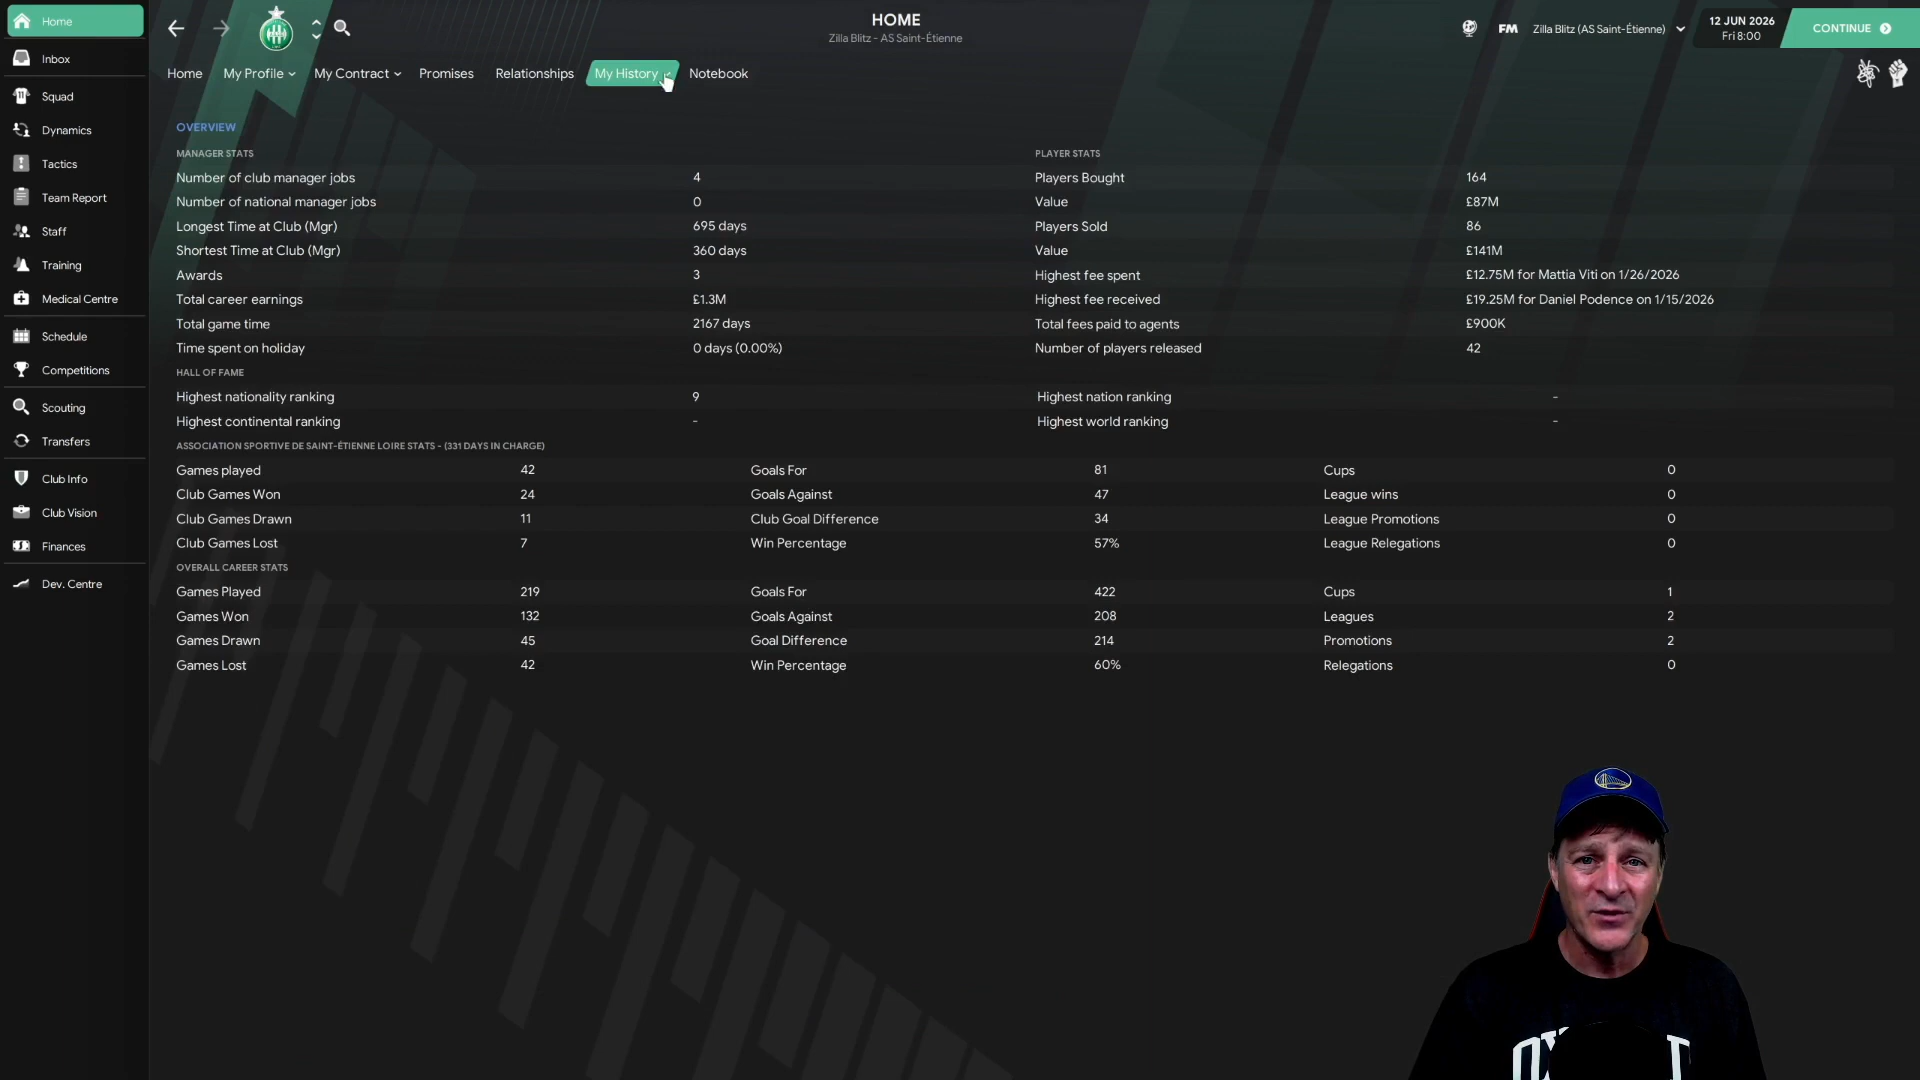 Home
Inbox
Squad
Dynamics
Tactics
Team Report
Staff
Training
Medical Centre
Schedule
Competitions
Scouting
Transfers
Club Info
Club Vision
Finances
Dev. Centre
HOME
Zilla Blitz - AS Saint-Étienne
FM Zilla Blitz (AS Saint-Étienne)
12 JUN 2026
Fri 8:00
CONTINUE
Home My Profile My Contract Promises Relationships My History Notebook
OVERVIEW
MANAGER STATS PLAYER STATS
Number of club manager jobs 4 Players Bought 164
Number of national manager jobs 0 Value £87M
Longest Time at Club (Mgr) 695 days Players Sold 86
Shortest Time at Club (Mgr) 360 days Value £141M
Awards 3 Highest fee spent £12.75M for Mattia Viti on 1/26/2026
Total career earnings £1.3M Highest fee received £19.25M for Daniel Podence on 1/15/2026
Total game time 2167 days Total fees paid to agents £900K
Time spent on holiday 0 days (0.00%) Number of players released 42
HALL OF FAME
Highest nationality ranking 9 Highest nation ranking -
Highest continental ranking - Highest world ranking -
ASSOCIATION SPORTIVE DE SAINT-ÉTIENNE LOIRE STATS - (331 DAYS IN CHARGE)
Games played 42 Goals For 81 Cups 0
Club Games Won 24 Goals Against 47 League wins 0
Club Games Drawn 11 Club Goal Difference 34 League Promotions 0
Club Games Lost 7 Win Percentage 57% League Relegations 0
OVERALL CAREER STATS
Games Played 219 Goals For 422 Cups 1
Games Won 132 Goals Against 208 Leagues 2
Games Drawn 45 Goal Difference 214 Promotions 2
Games Lost 42 Win Percentage 60% Relegations 0